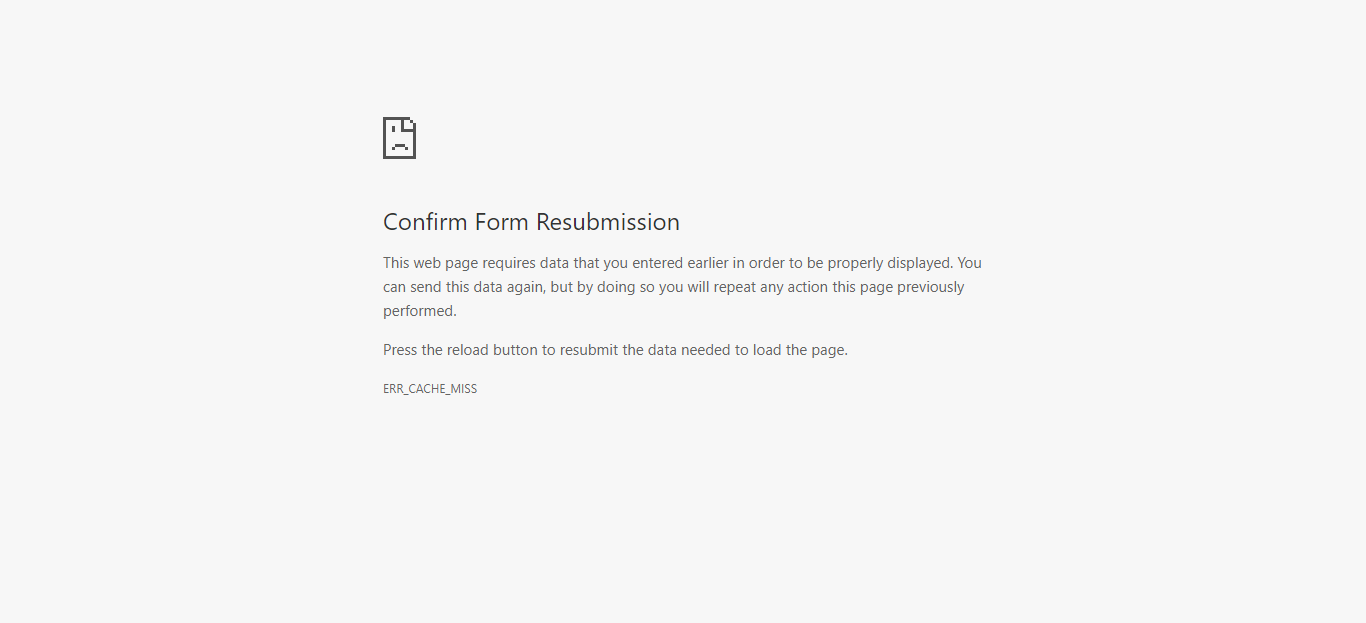 Confirm Form Resubmission
This web page requires data that you entered earlier in order to be properly displayed. You
can send this data again, but by doing so you will repeat any action this page previously
performed.
Press the reload button to resubmit the data needed to load the page.
ERR_CACHE_MISS